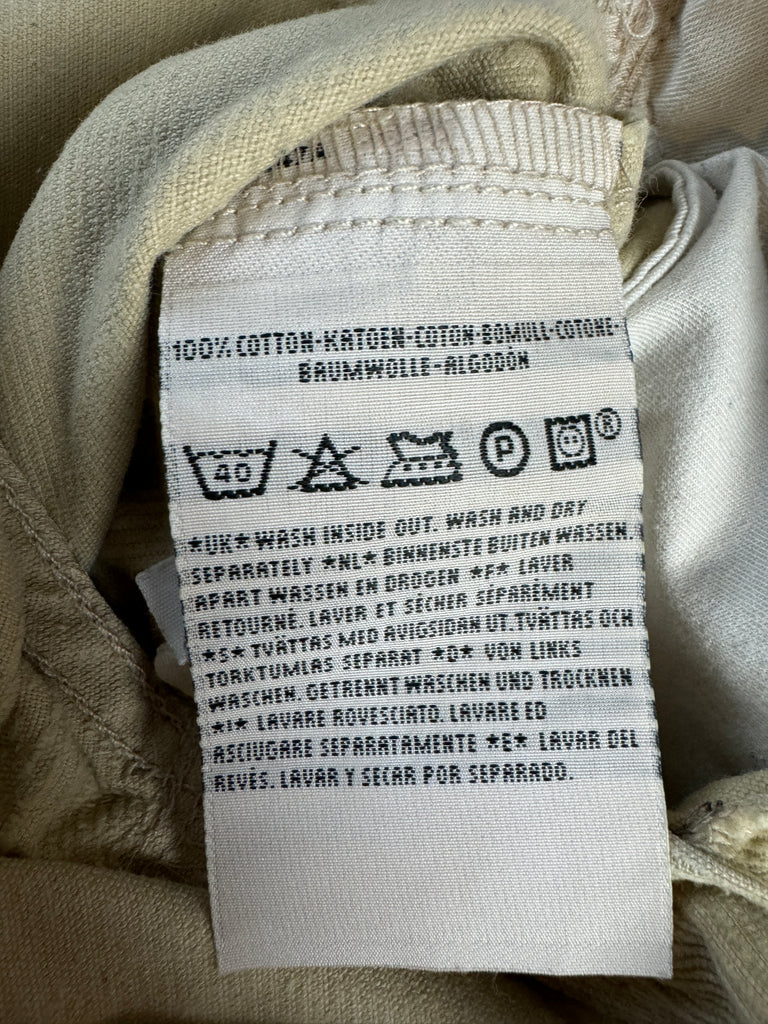 100% COTTON-KATOEN-COTON-BOMULL-COTONE-
BAUMWOLLE-ALGODÓN
40 P ®
*UK* WASH INSIDE OUT. WASH AND DRY
SEPARATELY *NL* BINNENSTE BUITEN WASSEN.
APART WASSEN EN DROGEN *F* LAVER
RETOURNÉ. LAVER ET SÉCHER SÉPARÉMENT
*S* TVÄTTAS MED AVIGSIDAN UT. TVÄTTAS OCH
TORKTUMLAS SEPARAT *D* VON LINKS
WASCHEN. GETRENNT WASCHEN UND TROCKNEN
*I* LAVARE ROVESCIATO. LAVARE ED
ASCIUGARE SEPARATAMENTE *E* LAVAR DEL
REVÉS. LAVAR Y SECAR POR SEPARADO.